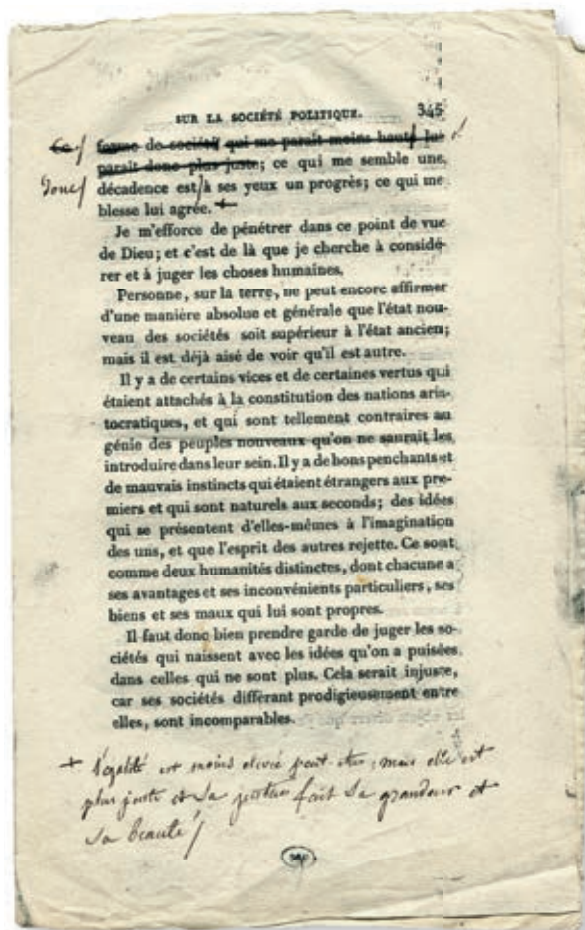 SUR LA SOCIÉTÉ POLITIQUE. 345
forme de société qui me paraît moins haute lui
paraît donc plus juste; ce qui me semble une
donc décadence est à ses yeux un progrès; ce qui me
blesse lui agrée. +
Je m'efforce de pénétrer dans ce point de vue
de Dieu; et c'est de là que je cherche à considé-
rer et à juger les choses humaines.
Personne, sur la terre, ne peut encore affirmer
d'une manière absolue et générale que l'état nou-
veau des sociétés soit supérieur à l'état ancien;
mais il est déjà aisé de voir qu'il est autre.
Il y a de certains vices et de certaines vertus qui
étaient attachés à la constitution des nations aris-
tocratiques, et qui sont tellement contraires au
génie des peuples nouveaux qu'on ne saurait les
introduire dans leur sein. Il y a de bons penchants et
de mauvais instincts qui étaient étrangers aux pre-
miers et qui sont naturels aux seconds; des idées
qui se présentent d'elles-mêmes à l'imagination
des uns, et que l'esprit des autres rejette. Ce sont
comme deux humanités distinctes, dont chacune a
ses avantages et ses inconvénients particuliers, ses
biens et ses maux qui lui sont propres.
Il faut donc bien prendre garde de juger les so-
ciétés qui naissent avec les idées qu'on a puisées
dans celles qui ne sont plus. Cela serait injuste,
car ses sociétés différant prodigieusement entre
elles, sont incomparables.
+ l'égalité est moins élevée peut être, mais elle est
plus juste et sa justice fait sa grandeur et
sa beauté